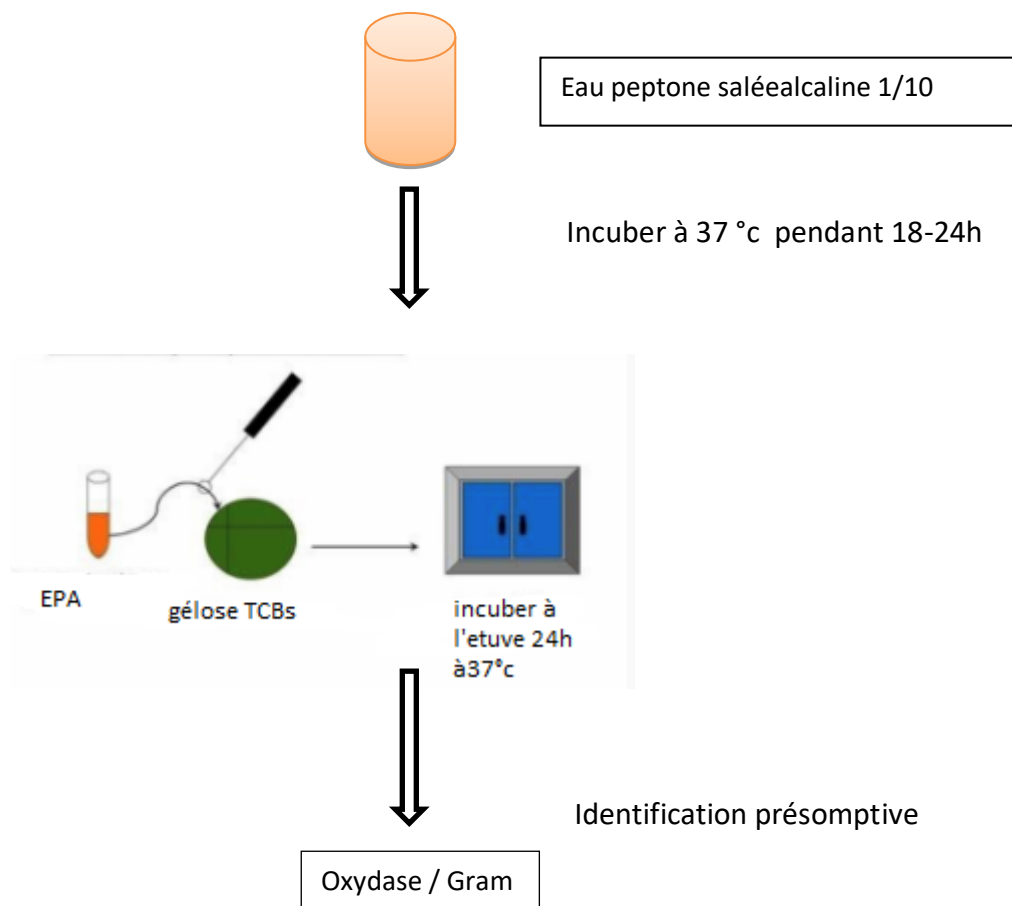 Eau peptone saléealcaline 1/10
Incuber à 37 °c pendant 18-24h
EPA
gélose TCBs
incuber à
l'etuve 24h
à37°c
Identification présomptive
Oxydase / Gram